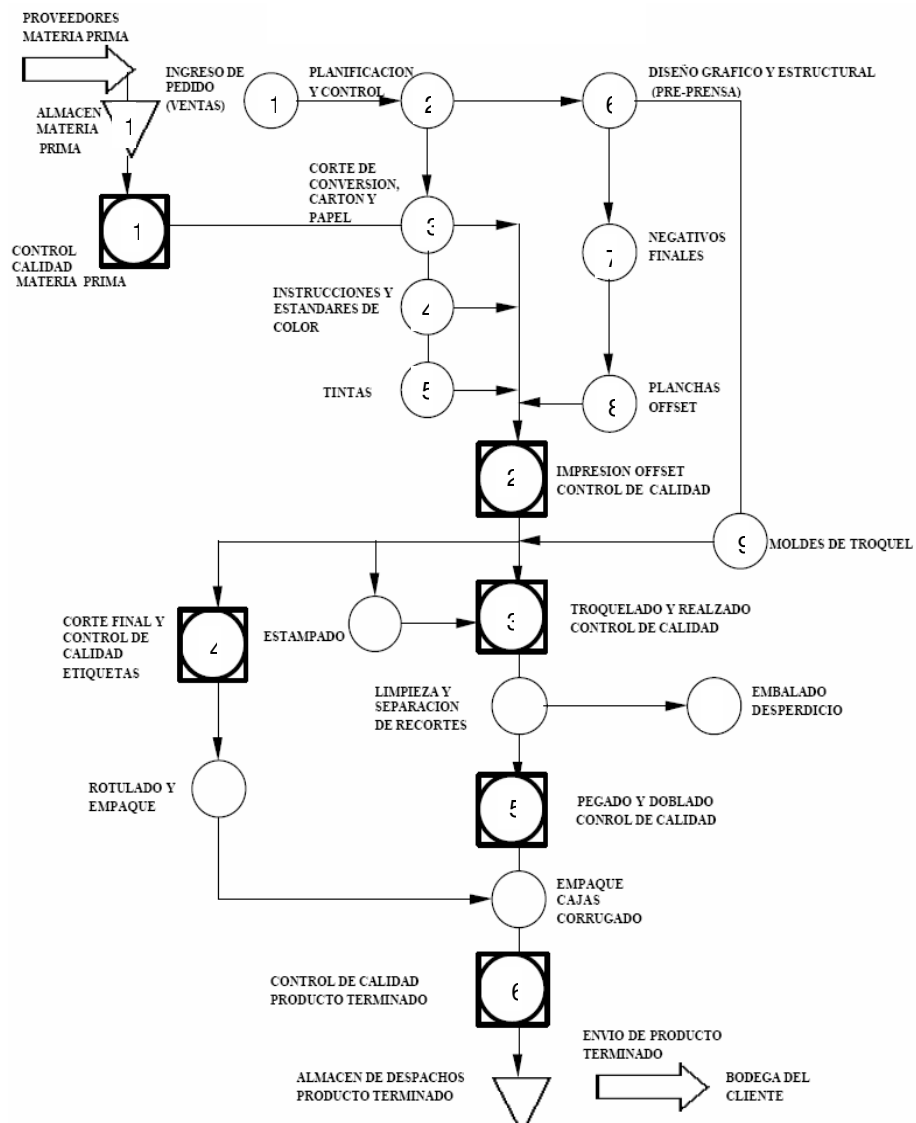 PROVEEDORES
MATERIA PRIMA
INGRESO DE
PEDIDO
(VENTAS)
PLANIFICACION
Y CONTROL
DISEÑO GRAFICO Y ESTRUCTURAL
(PRE-PRENSA)
1
2
6
ALMACEN
MATERIA
PRIMA
1
CORTE DE
CONVERSION,
CARTON Y
PAPEL
3
1
CONTROL
CALIDAD
MATERIA PRIMA
7
NEGATIVOS
FINALES
INSTRUCCIONES Y
ESTANDARES DE
COLOR
4
TINTAS
5
8
PLANCHAS
OFFSET
2
IMPRESION OFFSET
CONTROL DE CALIDAD
9
MOLDES DE TROQUEL
CORTE FINAL Y
CONTROL DE
CALIDAD
ETIQUETAS
4
ESTAMPADO
3
TROQUELADO Y REALZADO
CONTROL DE CALIDAD
LIMPIEZA Y
SEPARACION
DE RECORTES
EMBALADO
DESPERDICIO
ROTULADO Y
EMPAQUE
5
PEGADO Y DOBLADO
CONROL DE CALIDAD
EMPAQUE
CAJAS
CORRUGADO
CONTROL DE CALIDAD
PRODUCTO TERMINADO
6
ENVIO DE PRODUCTO
TERMINADO
ALMACEN DE DESPACHOS
PRODUCTO TERMINADO
BODEGA DEL
CLIENTE